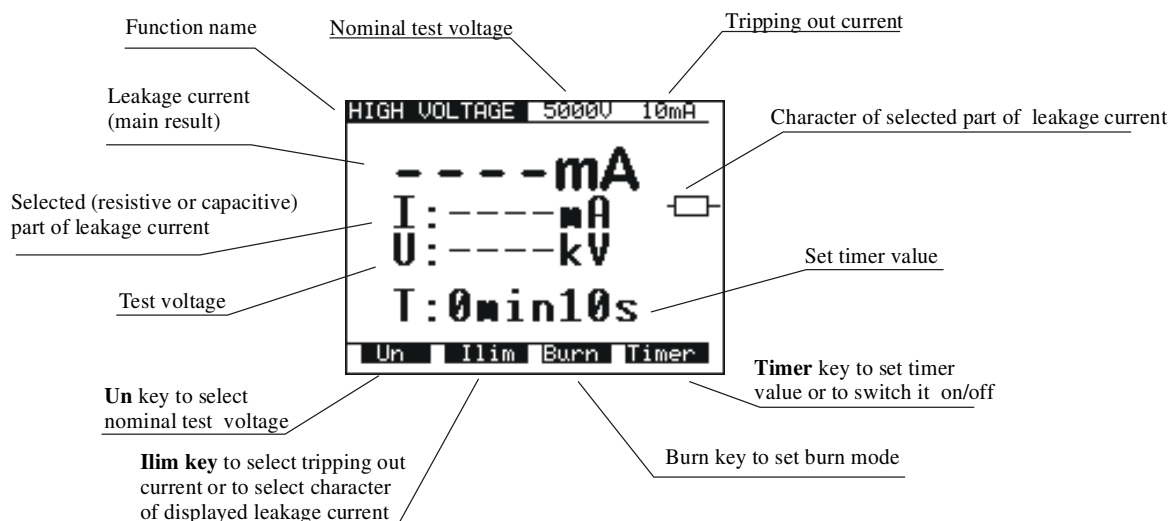 Function name
Nominal test voltage
Tripping out current
Leakage current
(main result)
HIGH VOLTAGE 5000V 10mA
Character of selected part of leakage current
----mA
Selected (resistive or capacitive)
part of leakage current
I:----mA
U:----kV
Set timer value
Test voltage
T:0min10s
Un Ilim Burn Timer
Un key to select
nominal test voltage
Timer key to set timer
value or to switch it on/off
Ilim key to select tripping out
current or to select character
of displayed leakage current
Burn key to set burn mode